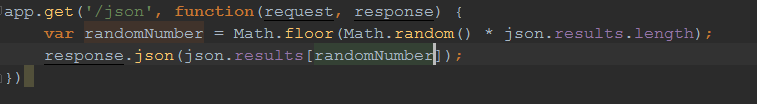 app.get('/json', function(request, response) {
    var randomNumber = Math.floor(Math.random() * json.results.length);
    response.json(json.results[randomNumber]);
})